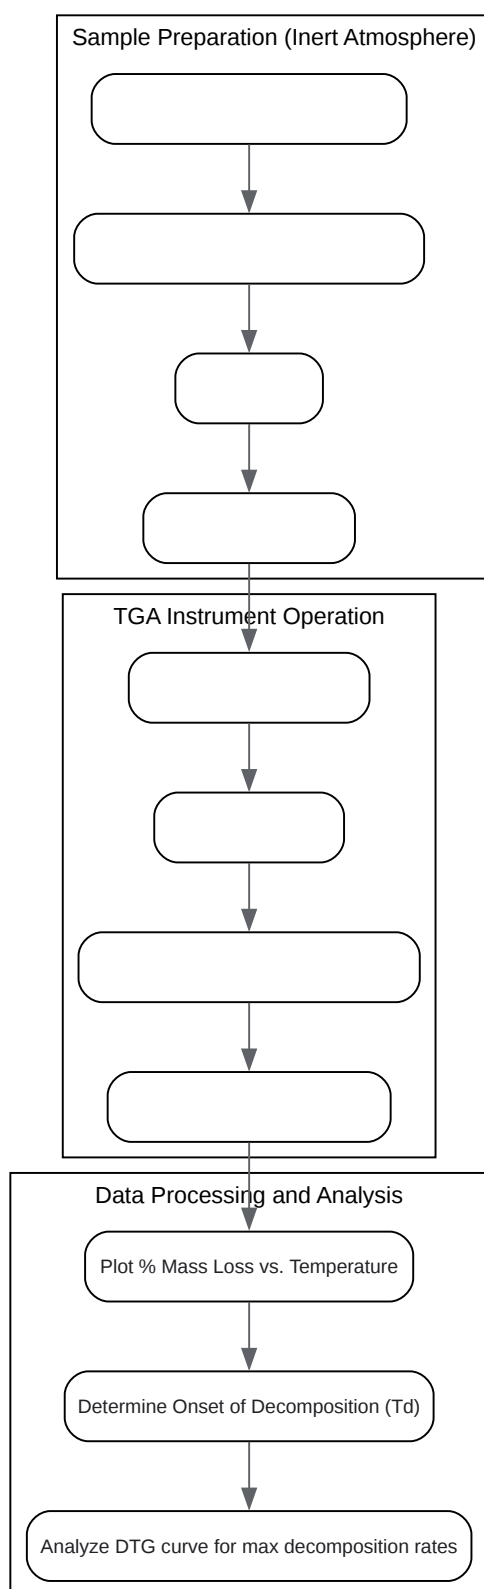 Sample Preparation (Inert Atmosphere)
TGA Instrument Operation
Data Processing and Analysis
Plot % Mass Loss vs. Temperature
Determine Onset of Decomposition (Td)
Analyze DTG curve for max decomposition rates